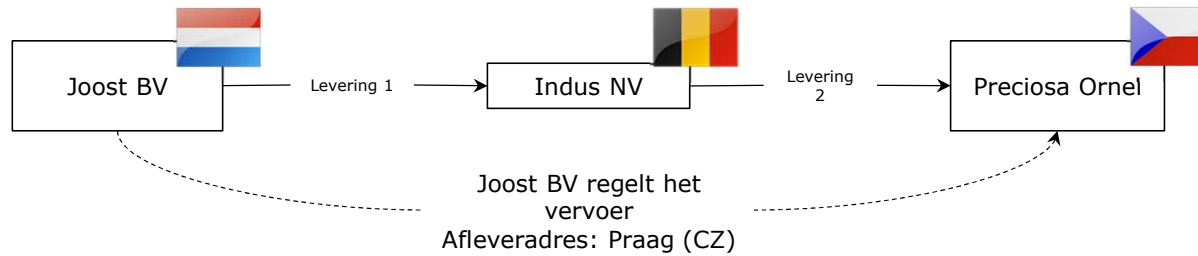 Joost BV
Levering 1
Indus NV
Levering
2
Preciosa Ornel
Joost BV regelt het
vervoer
Afleveradres: Praag (CZ)